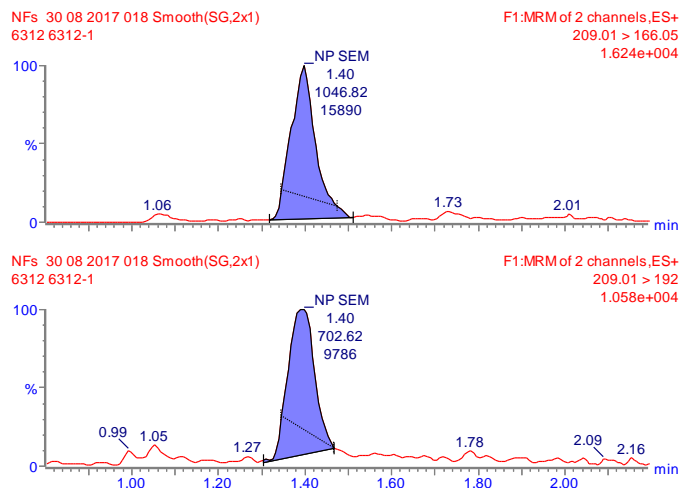 NFs 30 08 2017 018 Smooth(SG,2x1)
F1:MRM of 2 channels,ES+
6312 6312-1
209.01 > 166.05
1.624e+004
100
%
0
NP SEM
1.40
1046.82
15890
1.06
1.73
2.01
min
NFs 30 08 2017 018 Smooth(SG,2x1)
F1:MRM of 2 channels,ES+
6312 6312-1
209.01 > 192
1.058e+004
100
%
0
NP SEM
1.40
702.62
9786
0.99
1.05
1.27
1.78
2.09
2.16
min
1.00 1.20 1.40 1.60 1.80 2.00